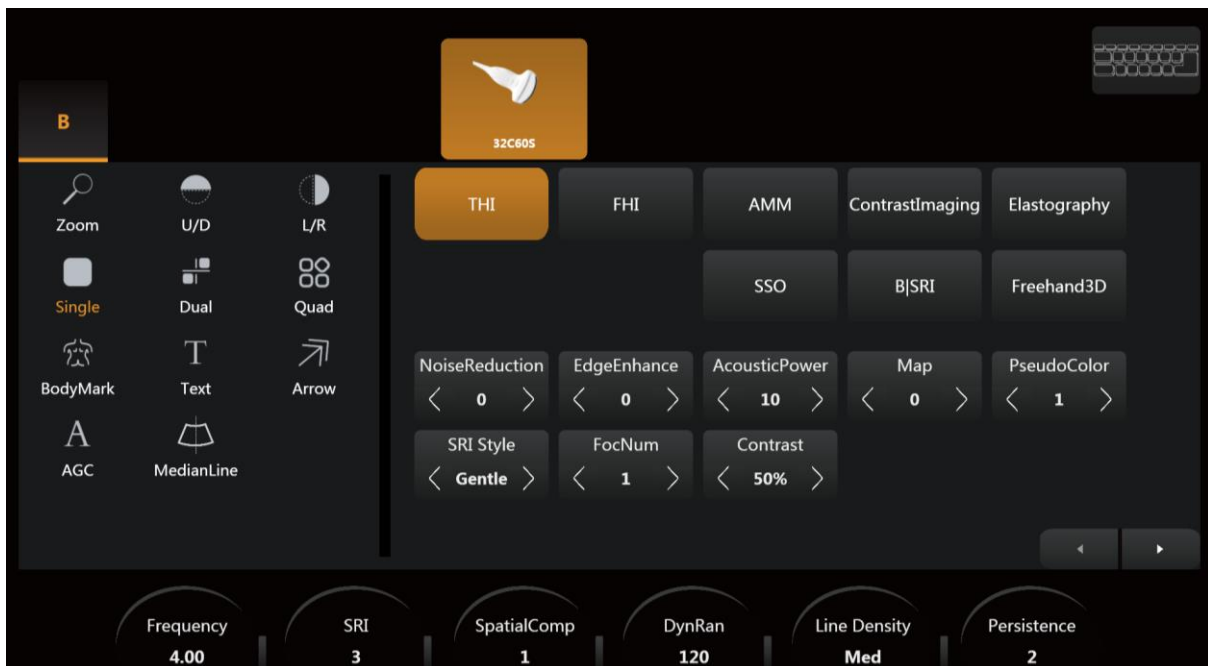 B
32C60S
Zoom
U/D
L/R
Single
Dual
Quad
BodyMark
T
Text
Arrow
A
AGC
MedianLine
THI
FHI
AMM
ContrastImaging
Elastography
SSO
B|SRI
Freehand3D
NoiseReduction
0
EdgeEnhance
0
AcousticPower
10
Map
0
PseudoColor
1
SRI Style
Gentle
FocNum
1
Contrast
50%
Frequency
4.00
SRI
3
SpatialComp
1
DynRan
120
Line Density
Med
Persistence
2